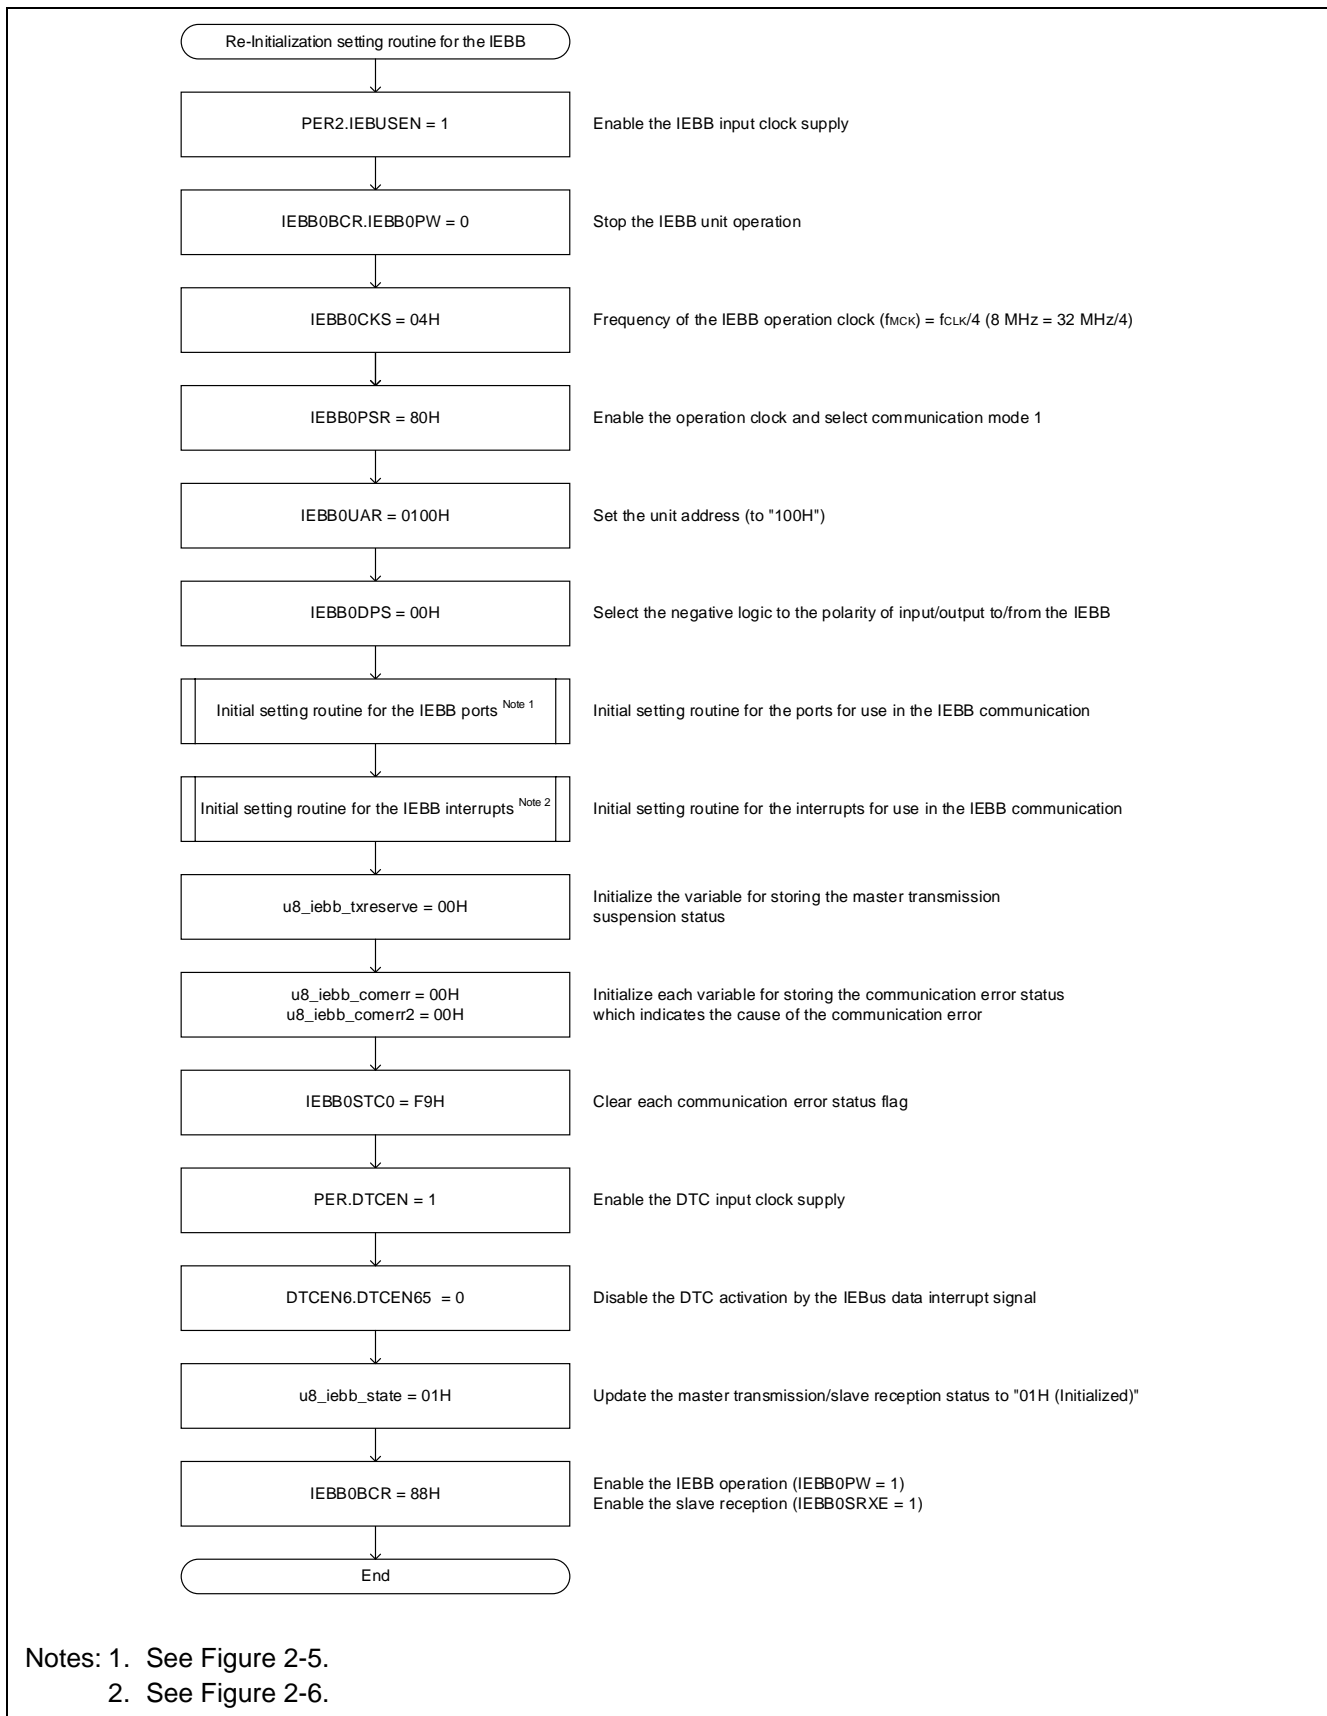 Re-Initialization setting routine for the IEBB
PER2.IEBUSEN = 1
Enable the IEBB input clock supply
IEBB0BCR.IEBB0PW = 0
Stop the IEBB unit operation
IEBB0CKS = 04H
Frequency of the IEBB operation clock (fMCK) = fCLK/4 (8 MHz = 32 MHz/4)
IEBB0PSR = 80H
Enable the operation clock and select communication mode 1
IEBB0UAR = 0100H
Set the unit address (to "100H")
IEBB0DPS = 00H
Select the negative logic to the polarity of input/output to/from the IEBB
Initial setting routine for the IEBB ports Note 1
Initial setting routine for the ports for use in the IEBB communication
Initial setting routine for the IEBB interrupts Note 2
Initial setting routine for the interrupts for use in the IEBB communication
u8_iebb_txreserve = 00H
Initialize the variable for storing the master transmission
suspension status
u8_iebb_comerr = 00H
u8_iebb_comerr2 = 00H
Initialize each variable for storing the communication error status
which indicates the cause of the communication error
IEBB0STC0 = F9H
Clear each communication error status flag
PER.DTCEN = 1
Enable the DTC input clock supply
DTCEN6.DTCEN65 = 0
Disable the DTC activation by the IEBus data interrupt signal
u8_iebb_state = 01H
Update the master transmission/slave reception status to "01H (Initialized)"
IEBB0BCR = 88H
Enable the IEBB operation (IEBB0PW = 1)
Enable the slave reception (IEBB0SRXE = 1)
End
Notes: 1. See Figure 2-5.
2. See Figure 2-6.